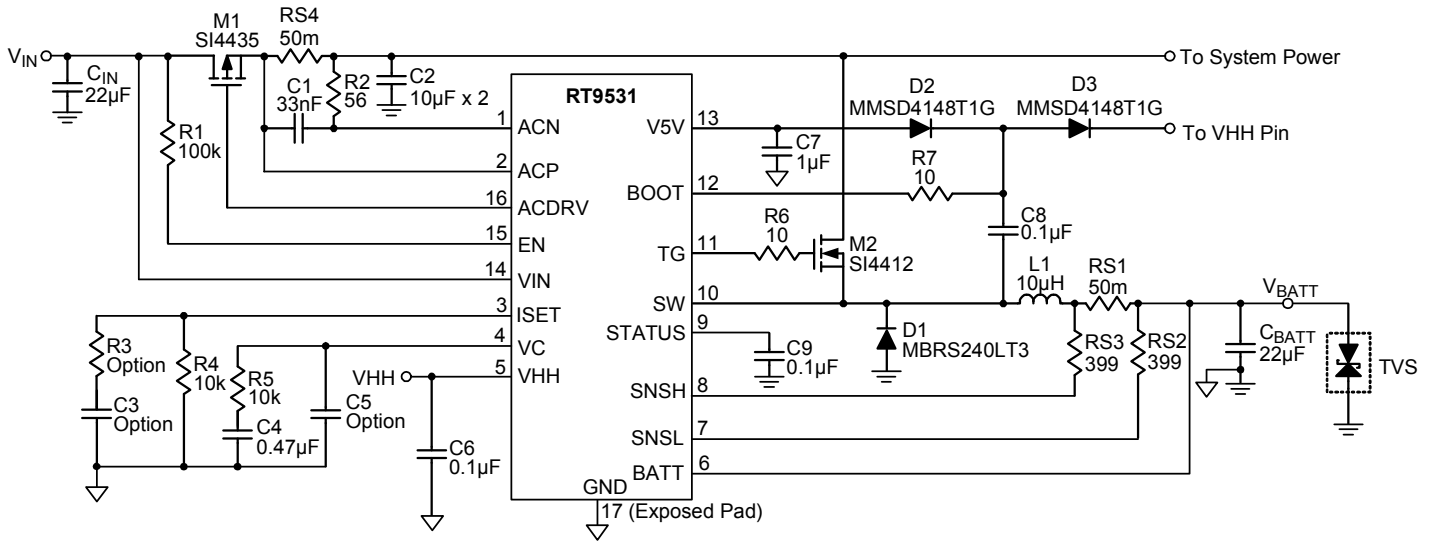 M1
SI4435
RS4
50m
VIN
CIN
22µF
C1
33nF
R2
56
C2
10µF x 2
To System Power
R1
100k
RT9531
1
ACN
2
ACP
16
ACDRV
15
EN
14
VIN
3
ISET
4
VC
5
VHH
V5V
13
BOOT
12
TG
11
SW
10
STATUS
9
SNSH
8
SNSL
7
BATT
6
GND
17 (Exposed Pad)
D2
MMSD4148T1G
D3
MMSD4148T1G
To VHH Pin
C7
1µF
R7
10
R6
10
M2
SI4412
C8
0.1µF
L1
10µH
RS1
50m
VBATT
D1
MBRS240LT3
C9
0.1µF
RS3
399
RS2
399
CBATT
22µF
TVS
R3
Option
R4
10k
R5
10k
VHH
C3
Option
C4
0.47µF
C5
Option
C6
0.1µF